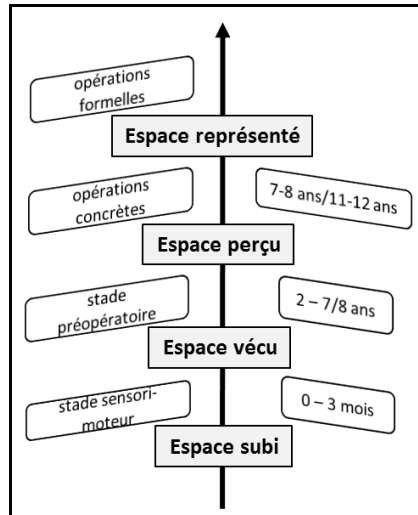 opérations
formelles
Espace représenté
opérations
concrètes
7-8 ans/11-12 ans
Espace perçu
stade
préopératoire
2 – 7/8 ans
Espace vécu
stade sensori-
moteur
0 – 3 mois
Espace subi